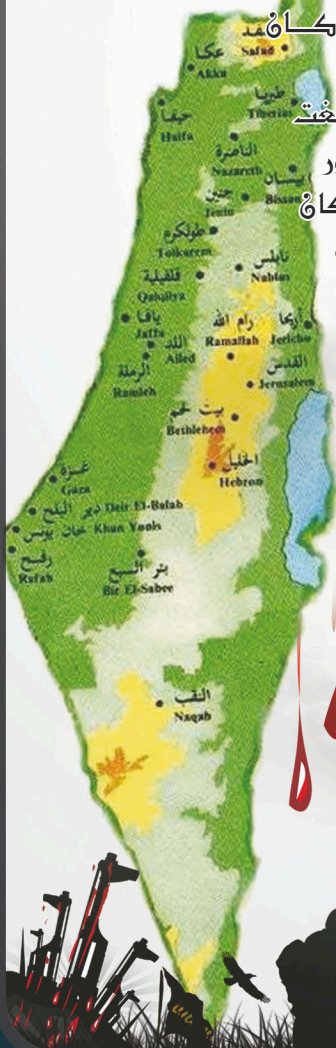 كان
صفد
Safad
عكا
Akka
طبريا
Tiberias
حيفا
Haifa
الناصرة
Nazareth
بيسان
Bissan
جنين
Jenin
كان
طولكرم
Tolkarem
نابلس
Nablus
قلقيلية
Qalqilya
يافا
Jaffa
أريحا
Jericho
رام الله
Ramallah
اللد
Alled
القدس
Jerusalem
الرملة
Ramleh
بيت لحم
Bethlehem
الخليل
Hebron
غزة
Gaza
دير البلح Deir El-Balah
خان يونس Khan Yonis
رفح
Rafah
بئر السبع
Bir El-Sabee
النقب
Naqab